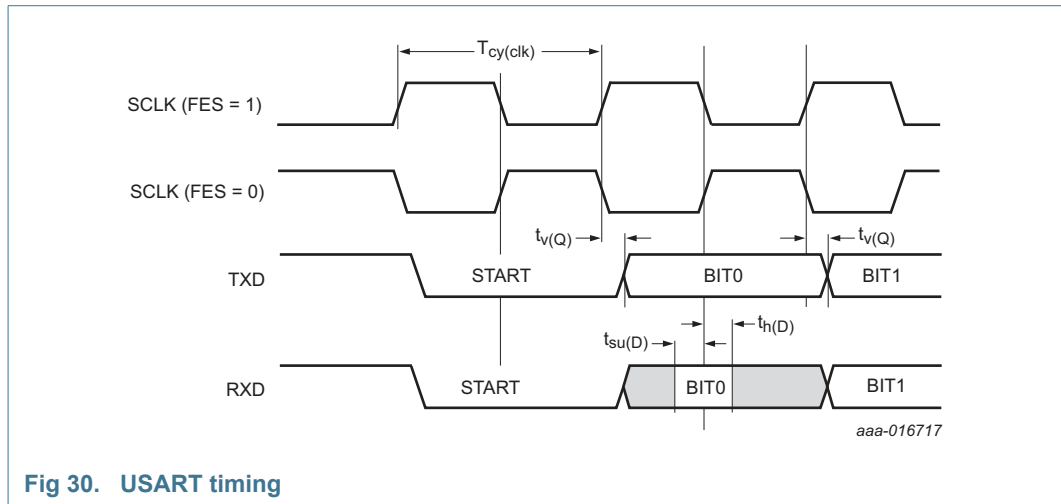 Tcy(clk)
SCLK (FES = 1)
SCLK (FES = 0)
tv(Q)
tv(Q)
TXD
START
BIT0
BIT1
th(D)
tsu(D)
RXD
START
BIT0
BIT1
aaa-016717
Fig 30. USART timing